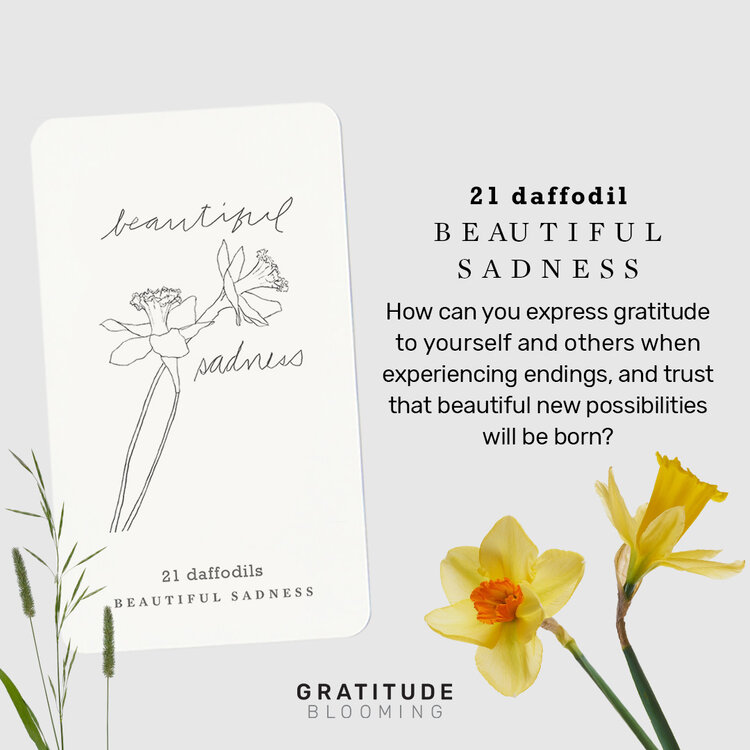 beautiful
sadness
21 daffodils
BEAUTIFUL SADNESS
21 daffodil
BEAUTIFUL
SADNESS
How can you express gratitude
to yourself and others when
experiencing endings, and trust
that beautiful new possibilities
will be born?
GRATITUDE
BLOOMING